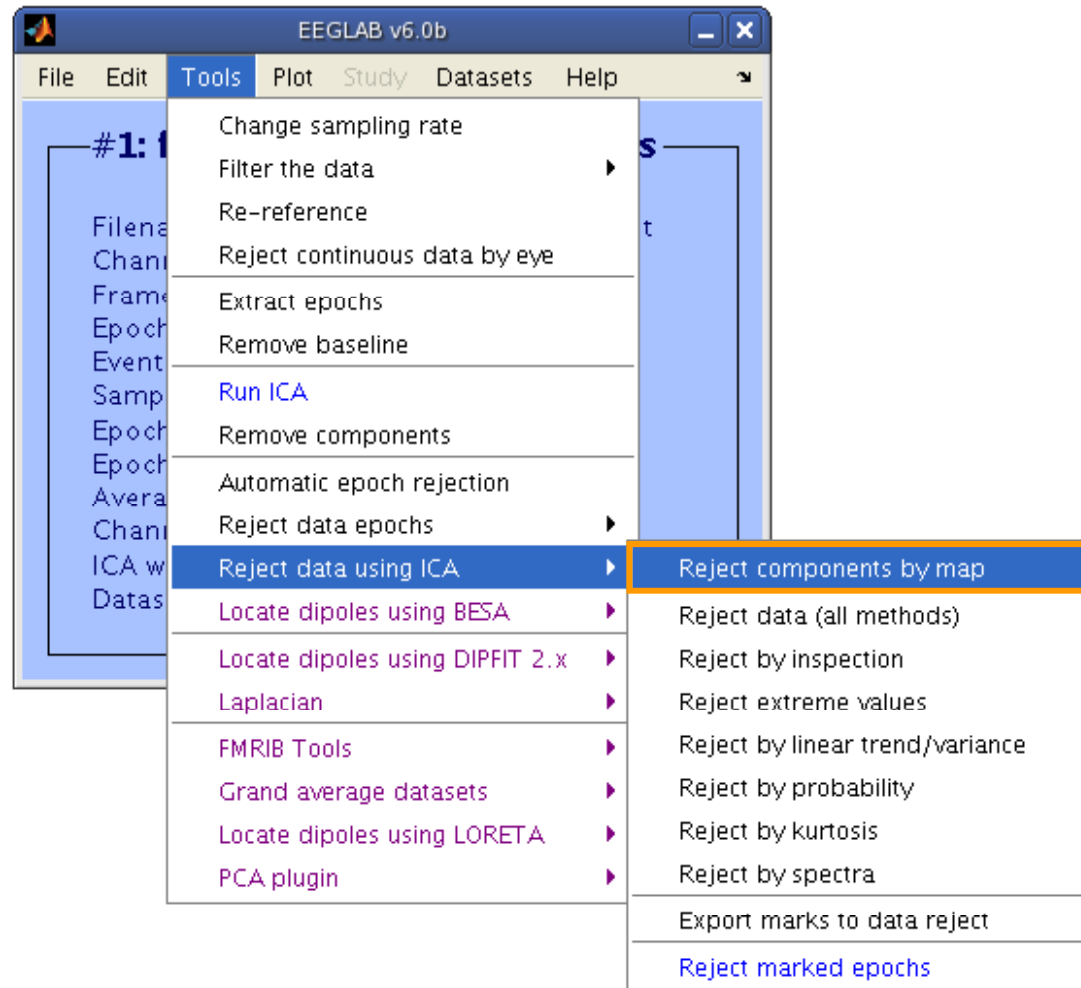 EEGLAB v6.0b
File Edit Tools Plot Study Datasets Help
#1:
Change sampling rate
Filter the data
Re-reference
Reject continuous data by eye
Extract epochs
Remove baseline
Run ICA
Remove components
Automatic epoch rejection
Reject data epochs
Reject data using ICA
Locate dipoles using BESA
Locate dipoles using DIPFIT 2.x
Laplacian
FMRIB Tools
Grand average datasets
Locate dipoles using LORETA
PCA plugin
Reject components by map
Reject data (all methods)
Reject by inspection
Reject extreme values
Reject by linear trend/variance
Reject by probability
Reject by kurtosis
Reject by spectra
Export marks to data reject
Reject marked epochs